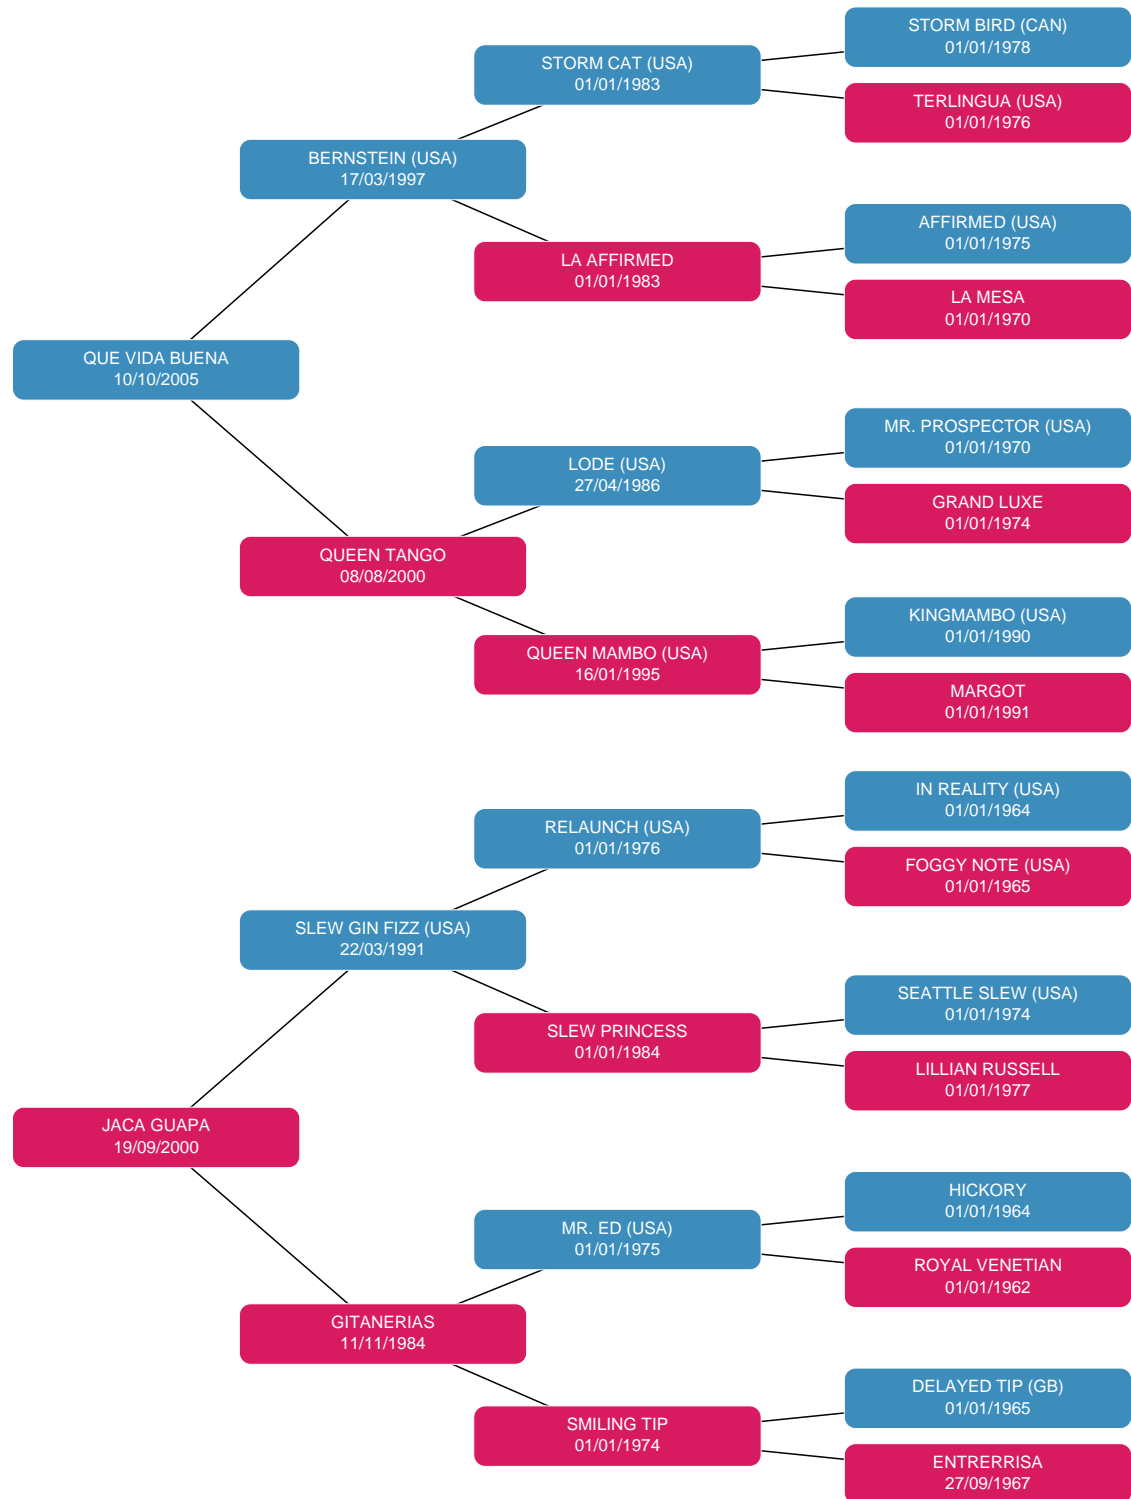 STORM BIRD (CAN)
01/01/1978
STORM CAT (USA)
01/01/1983
TERLINGUA (USA)
01/01/1976
BERNSTEIN (USA)
17/03/1997
AFFIRMED (USA)
01/01/1975
LA AFFIRMED
01/01/1983
LA MESA
01/01/1970
QUE VIDA BUENA
10/10/2005
MR. PROSPECTOR (USA)
01/01/1970
LODE (USA)
27/04/1986
GRAND LUXE
01/01/1974
QUEEN TANGO
08/08/2000
KINGMAMBO (USA)
01/01/1990
QUEEN MAMBO (USA)
16/01/1995
MARGOT
01/01/1991
IN REALITY (USA)
01/01/1964
RELAUNCH (USA)
01/01/1976
FOGGY NOTE (USA)
01/01/1965
SLEW GIN FIZZ (USA)
22/03/1991
SEATTLE SLEW (USA)
01/01/1974
SLEW PRINCESS
01/01/1984
LILLIAN RUSSELL
01/01/1977
JACA GUAPA
19/09/2000
HICKORY
01/01/1964
MR. ED (USA)
01/01/1975
ROYAL VENETIAN
01/01/1962
GITANERIAS
11/11/1984
DELAYED TIP (GB)
01/01/1965
SMILING TIP
01/01/1974
ENTRERRISA
27/09/1967